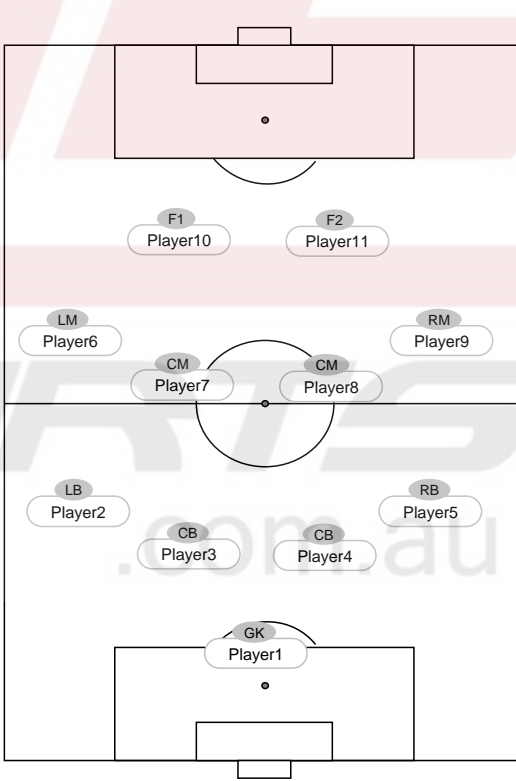 F1
Player10
F2
Player11
LM
Player6
RM
Player9
CM
Player7
CM
Player8
LB
Player2
RB
Player5
CB
Player3
CB
Player4
GK
Player1
RTS
.com.au